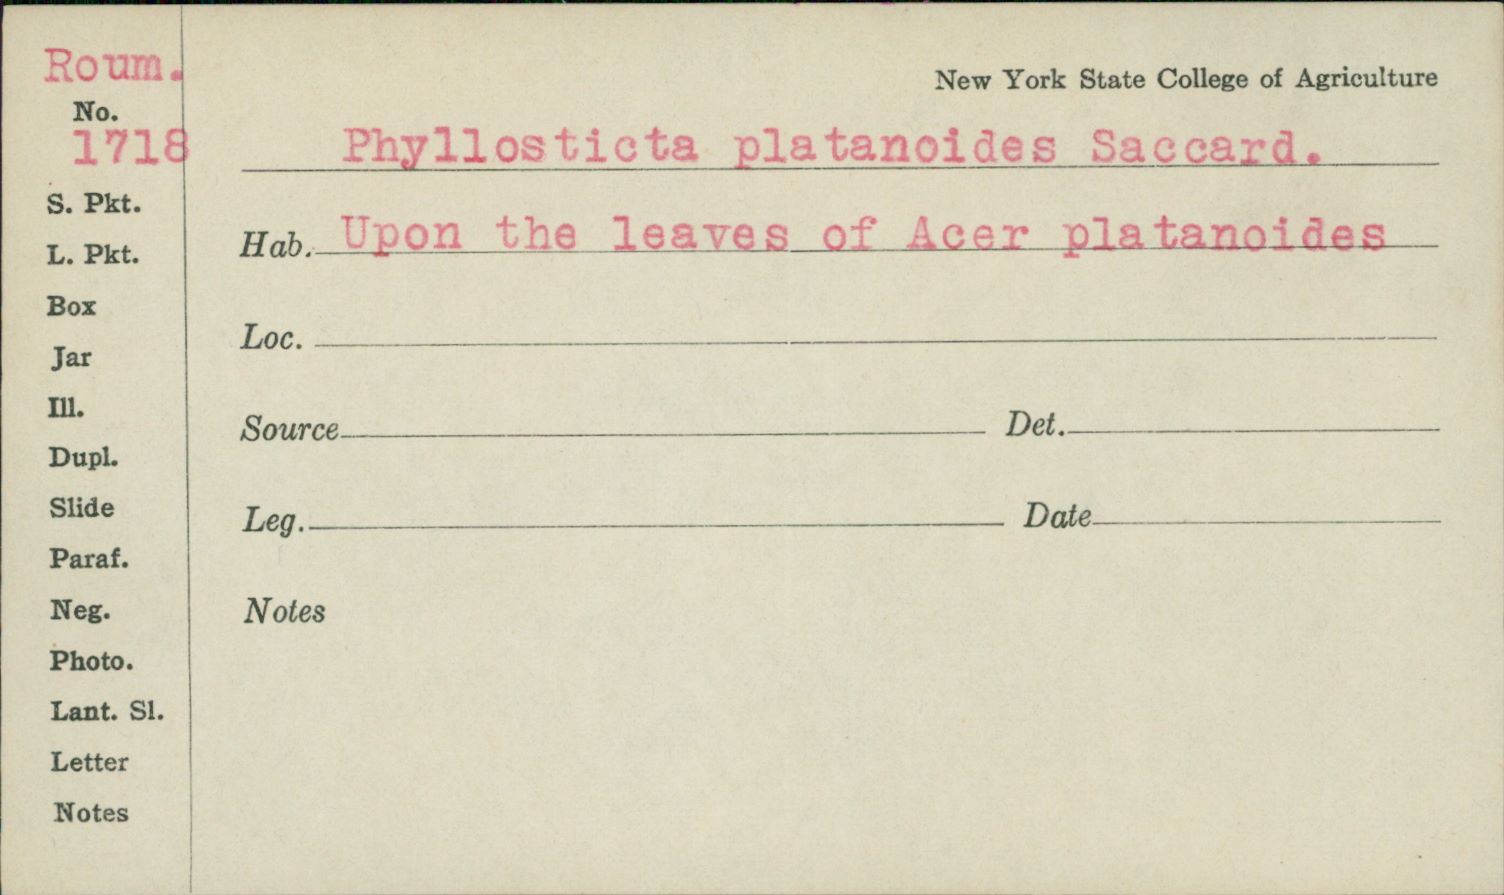 Roum.
No.
1718
S. Pkt.
L. Pkt.
Box
Jar
Ill.
Dupl.
Slide
Paraf.
Neg.
Photo.
Lant. Sl.
Letter
Notes
New York State College of Agriculture
Phyllosticta platanoides Saccard.
Hab. Upon the leaves of Acer platanoides
Loc.
Source Det.
Leg. Date
Notes